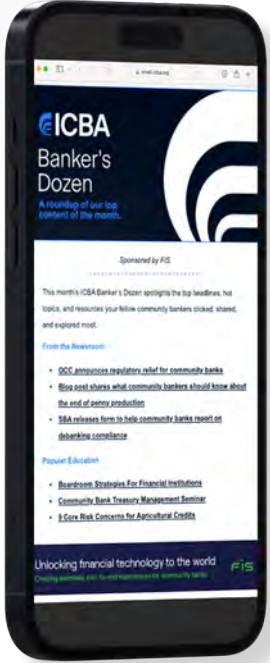 email.icba.org
ICBA
Banker's
Dozen
A roundup of our top
content of the month.
Sponsored by FIS.
This month's ICBA Banker's Dozen spotlights the top headlines, hot
topics, and resources your fellow community bankers clicked, shared,
and explored most.
From the Newsroom:
OCC announces regulatory relief for community banks
Blog post shares what community bankers should know about
the end of penny production
SBA releases form to help community banks report on
debanking compliance
Popular Education
Boardroom Strategies For Financial Institutions
Community Bank Treasury Management Seminar
9 Core Risk Concerns for Agricultural Credits
Unlocking financial technology to the world
FIS